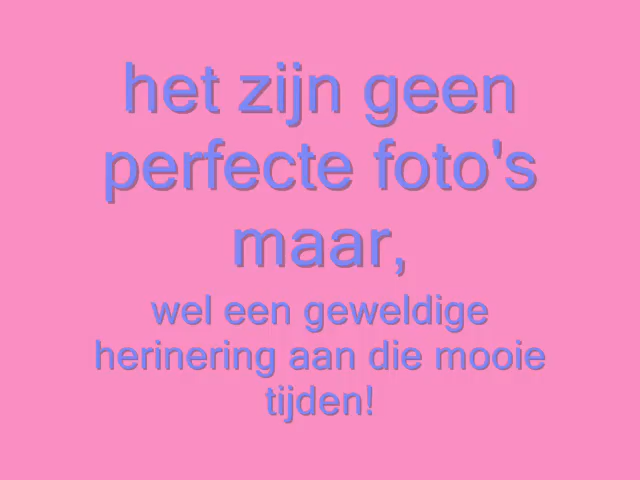 het zijn geen
perfecte foto's
maar,
wel een geweldige
herinering aan die mooie
tijden!